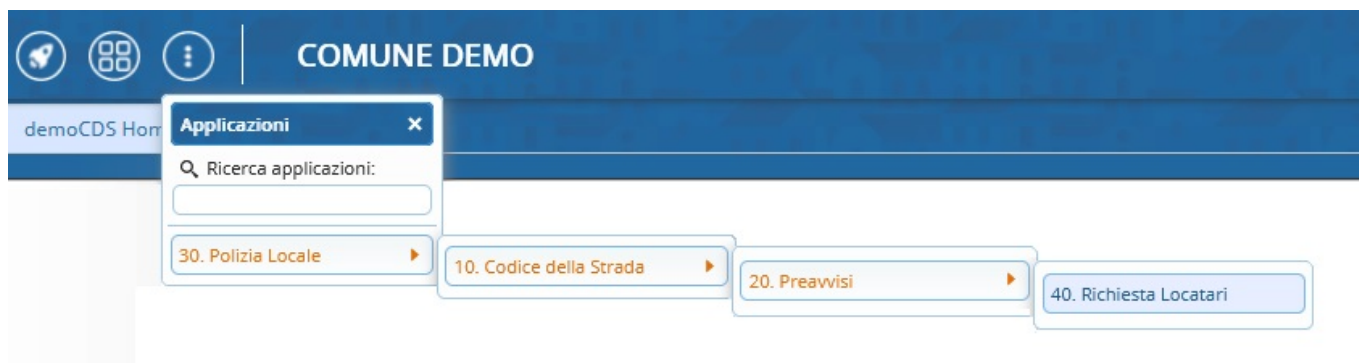 COMUNE DEMO
demoCDS Hom
Applicazioni
Ricerca applicazioni:
30. Polizia Locale
10. Codice della Strada
20. Preavvisi
40. Richiesta Locatari